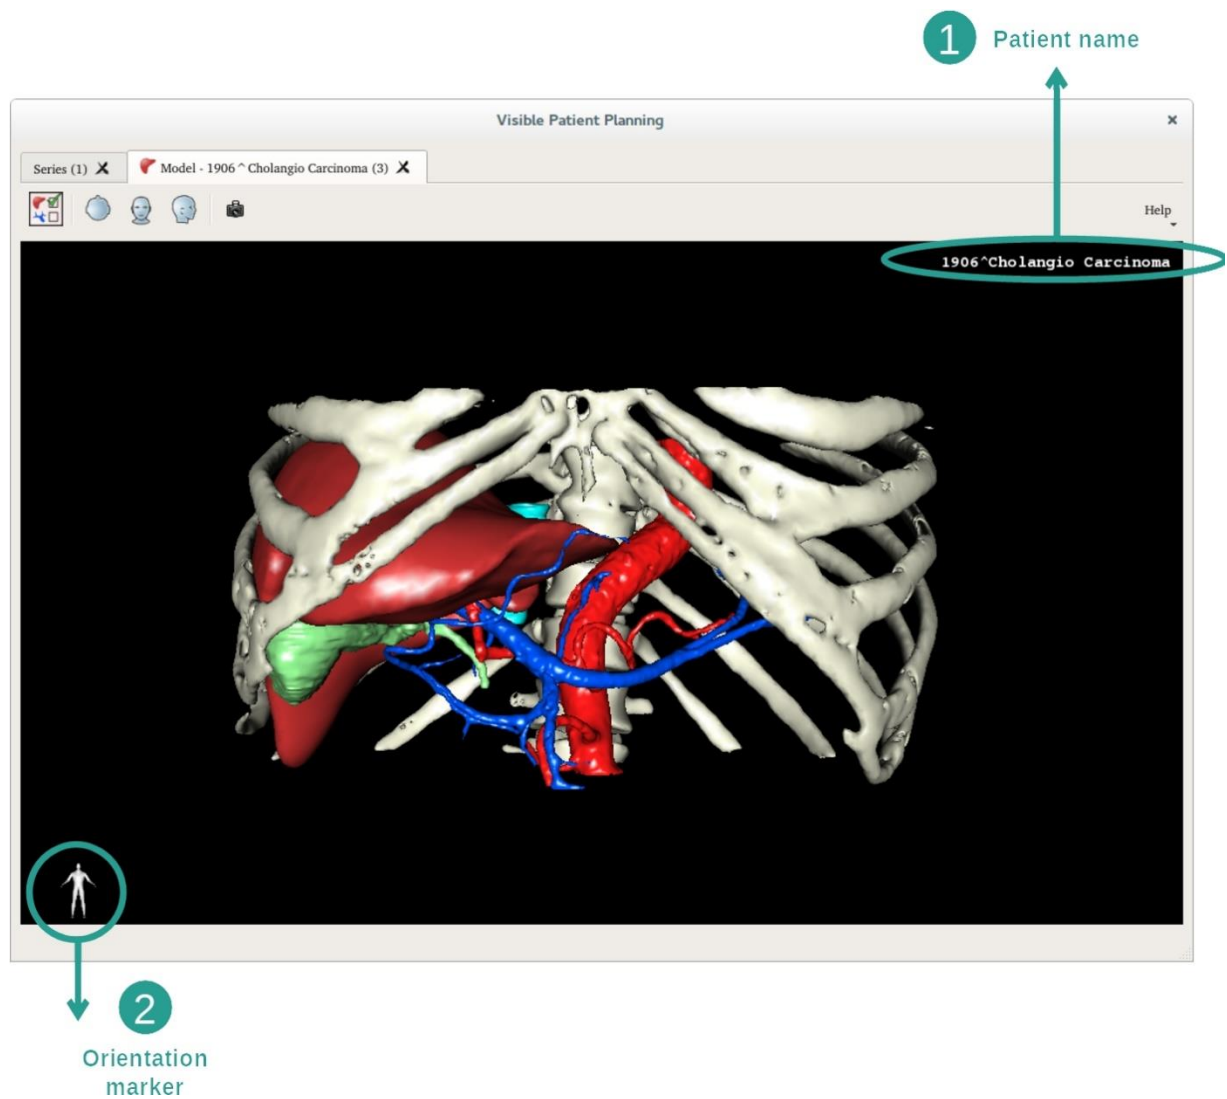 1 Patient name
Visible Patient Planning
Series (1) Model - 1906^Cholangio Carcinoma (3)
Help
1906^Cholangio Carcinoma
2
Orientation
marker